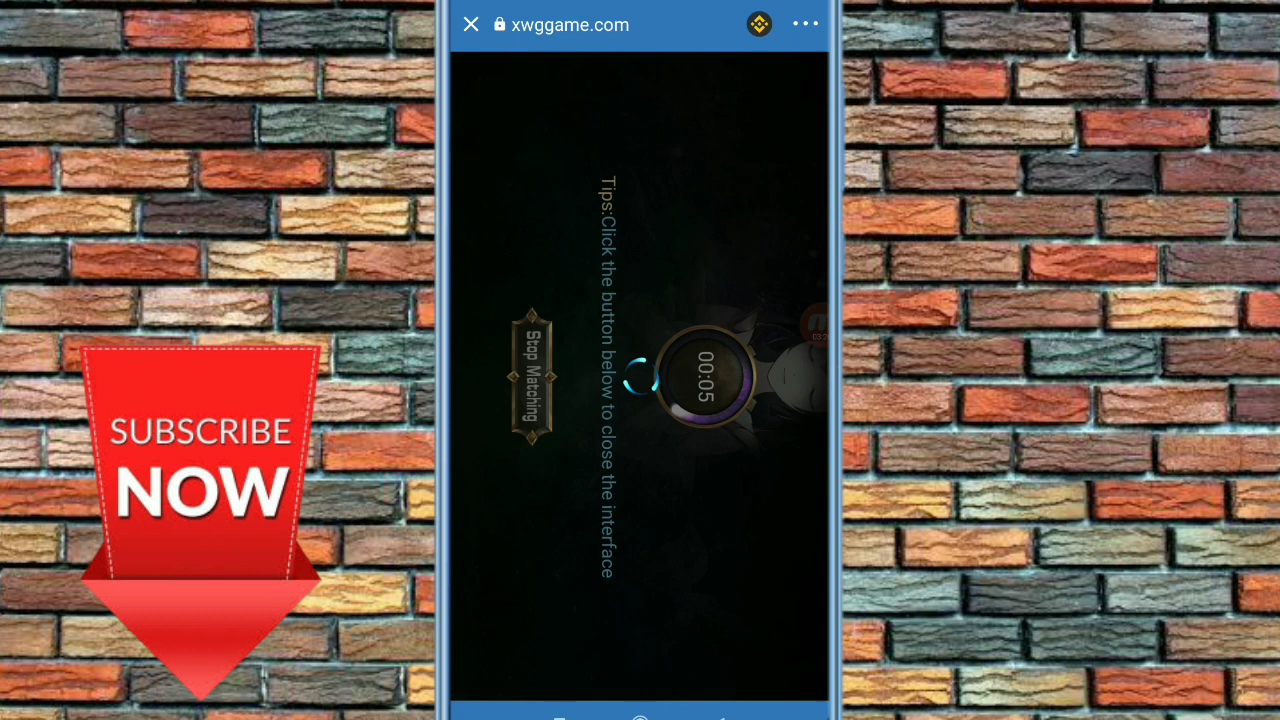 xwggame.com
Tips:Click the button below to close the interface
00:05
Stop Matching
SUBSCRIBE
NOW